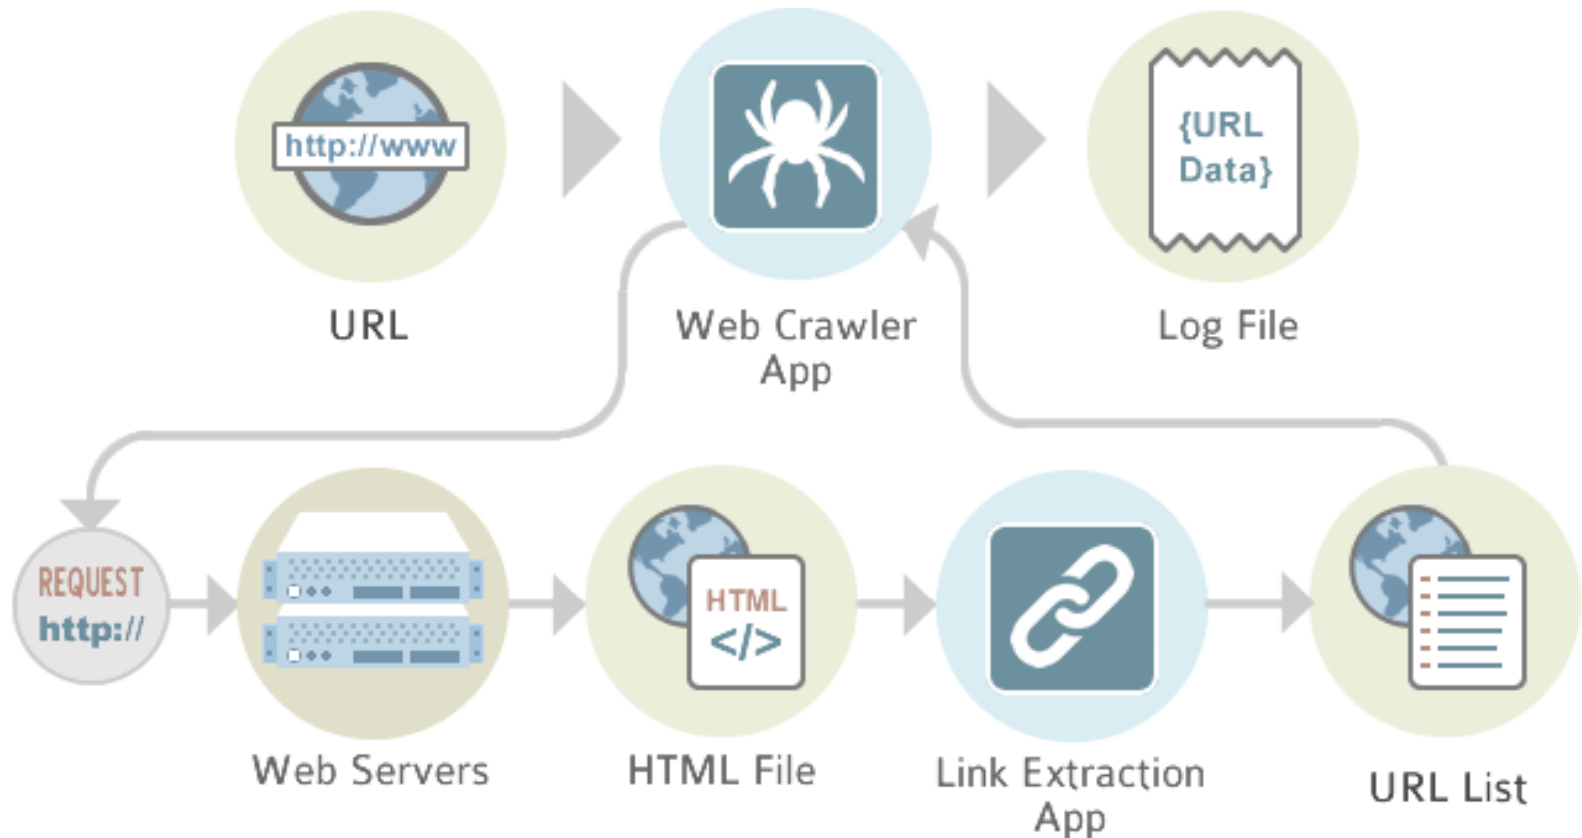 http://www
{URL
Data}
URL
Web Crawler
App
Log File
REQUEST
http://
HTML
</>
Web Servers
HTML File
Link Extraction
App
URL List